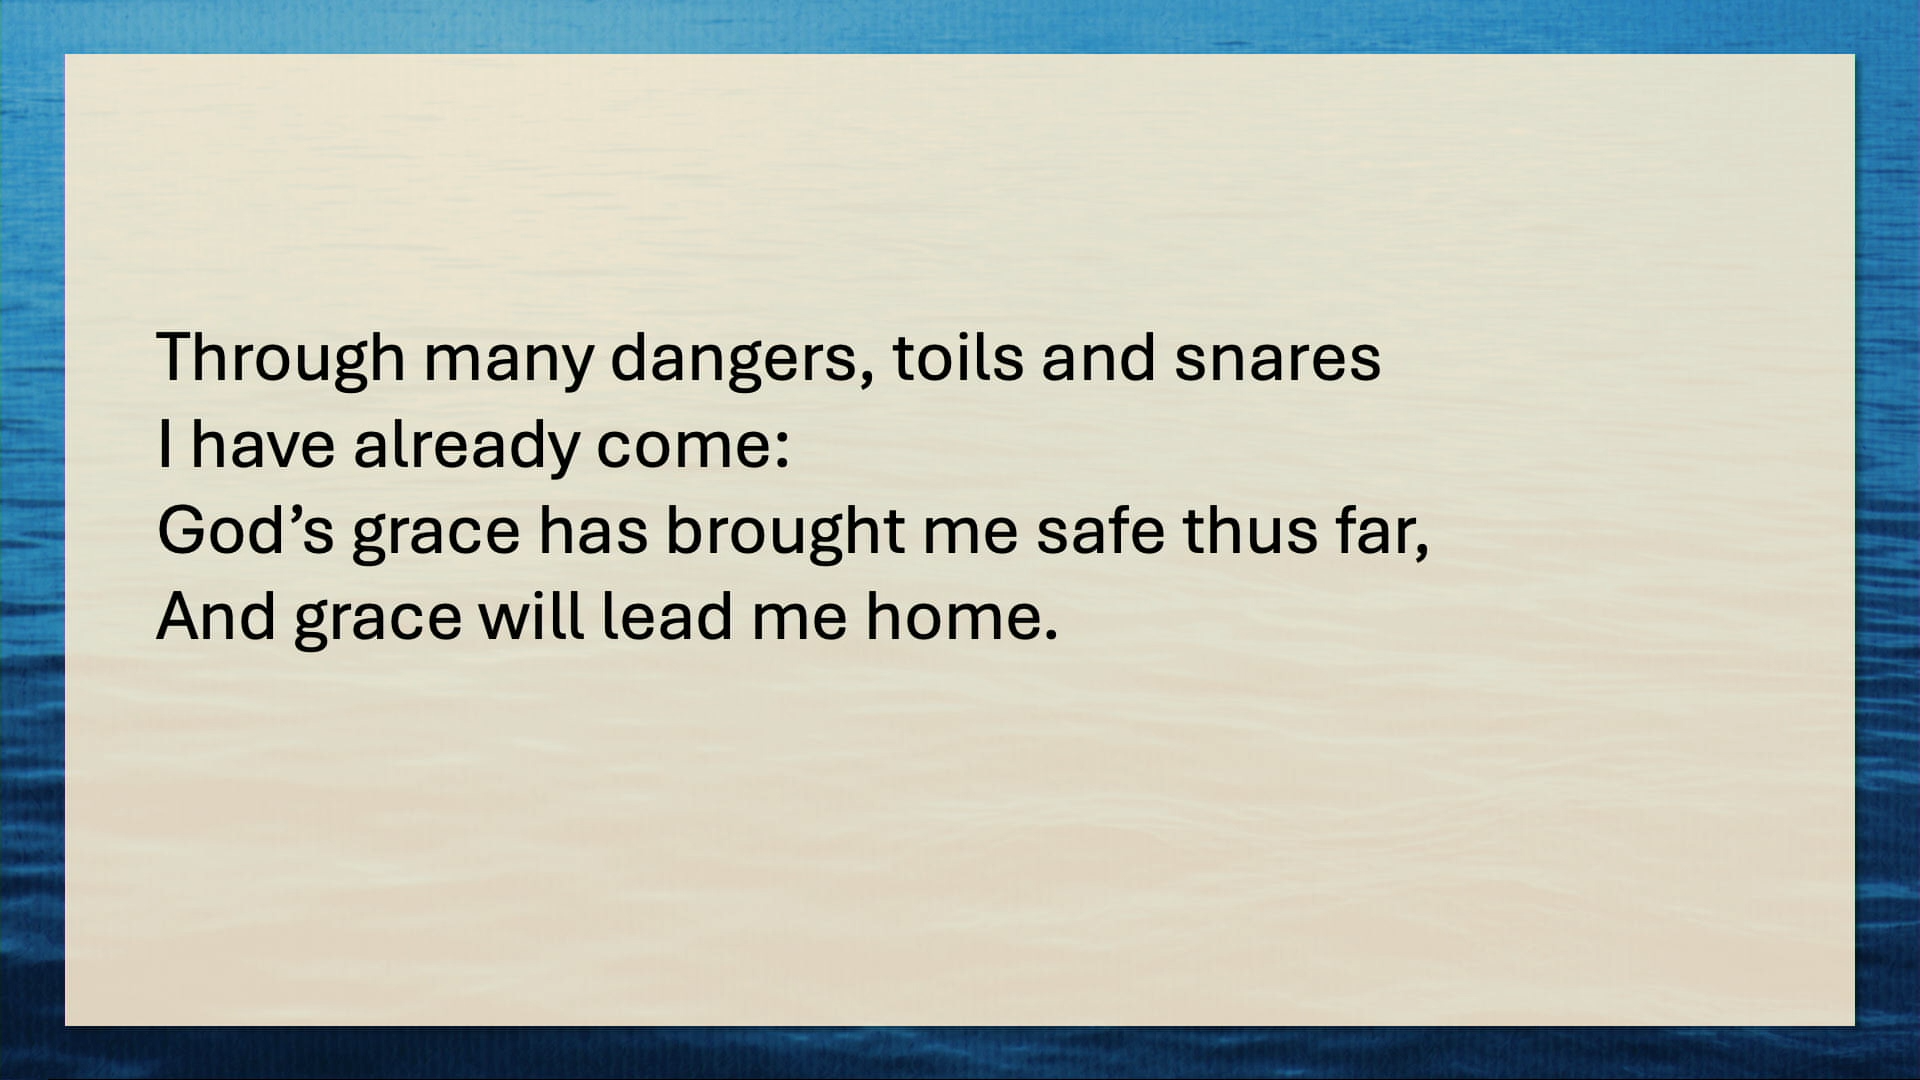 Through many dangers, toils and snares
I have already come:
God’s grace has brought me safe thus far,
And grace will lead me home.